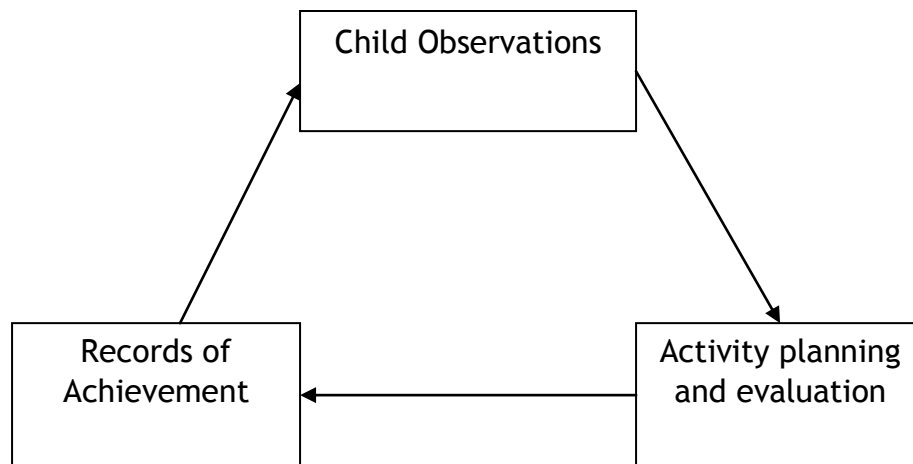 Child Observations
Records of
Achievement
Activity planning
and evaluation